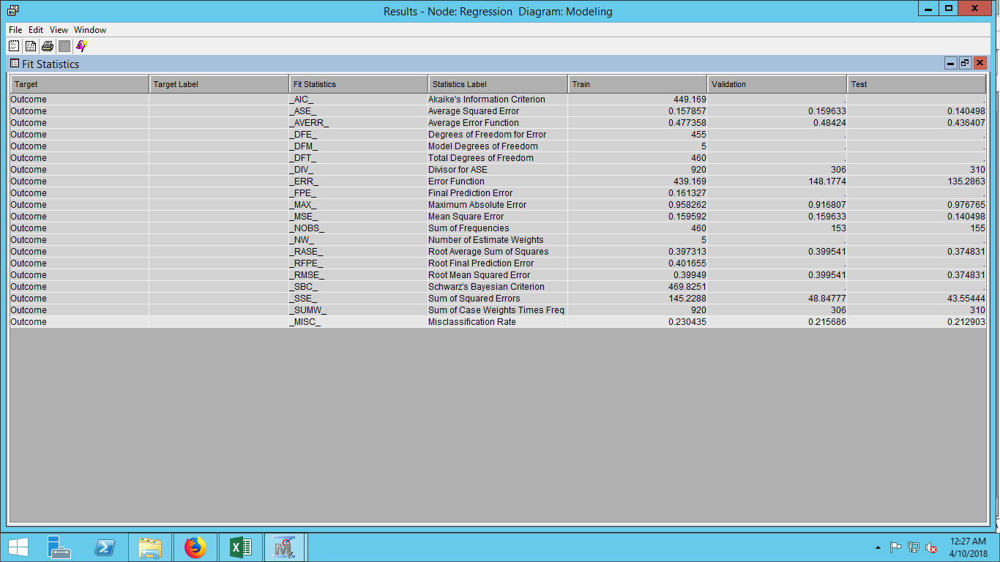 Results - Node: Regression Diagram: Modeling
File Edit View Window
Fit Statistics
Target Target Label Fit Statistics Statistics Label Train Validation Test
Outcome _AIC_ Akaike's Information Criterion 449.169 . .
Outcome _ASE_ Average Squared Error 0.157857 0.159633 0.140498
Outcome _AVERR_ Average Error Function 0.477358 0.48424 0.436407
Outcome _DFE_ Degrees of Freedom for Error 455 . .
Outcome _DFM_ Model Degrees of Freedom 5 . .
Outcome _DFT_ Total Degrees of Freedom 460 . .
Outcome _DIV_ Divisor for ASE 920 306 310
Outcome _ERR_ Error Function 439.169 148.1774 135.2863
Outcome _FPE_ Final Prediction Error 0.161327 . .
Outcome _MAX_ Maximum Absolute Error 0.958262 0.916807 0.976765
Outcome _MSE_ Mean Square Error 0.159592 0.159633 0.140498
Outcome _NOBS_ Sum of Frequencies 460 153 155
Outcome _NW_ Number of Estimate Weights 5 . .
Outcome _RASE_ Root Average Sum of Squares 0.397313 0.399541 0.374831
Outcome _RFPE_ Root Final Prediction Error 0.401655 . .
Outcome _RMSE_ Root Mean Squared Error 0.39949 0.399541 0.374831
Outcome _SBC_ Schwarz's Bayesian Criterion 469.8251 . .
Outcome _SSE_ Sum of Squared Errors 145.2288 48.84777 43.55444
Outcome _SUMW_ Sum of Case Weights Times Freq 920 306 310
Outcome _MISC_ Misclassification Rate 0.230435 0.215686 0.212903
12:27 AM
4/10/2018